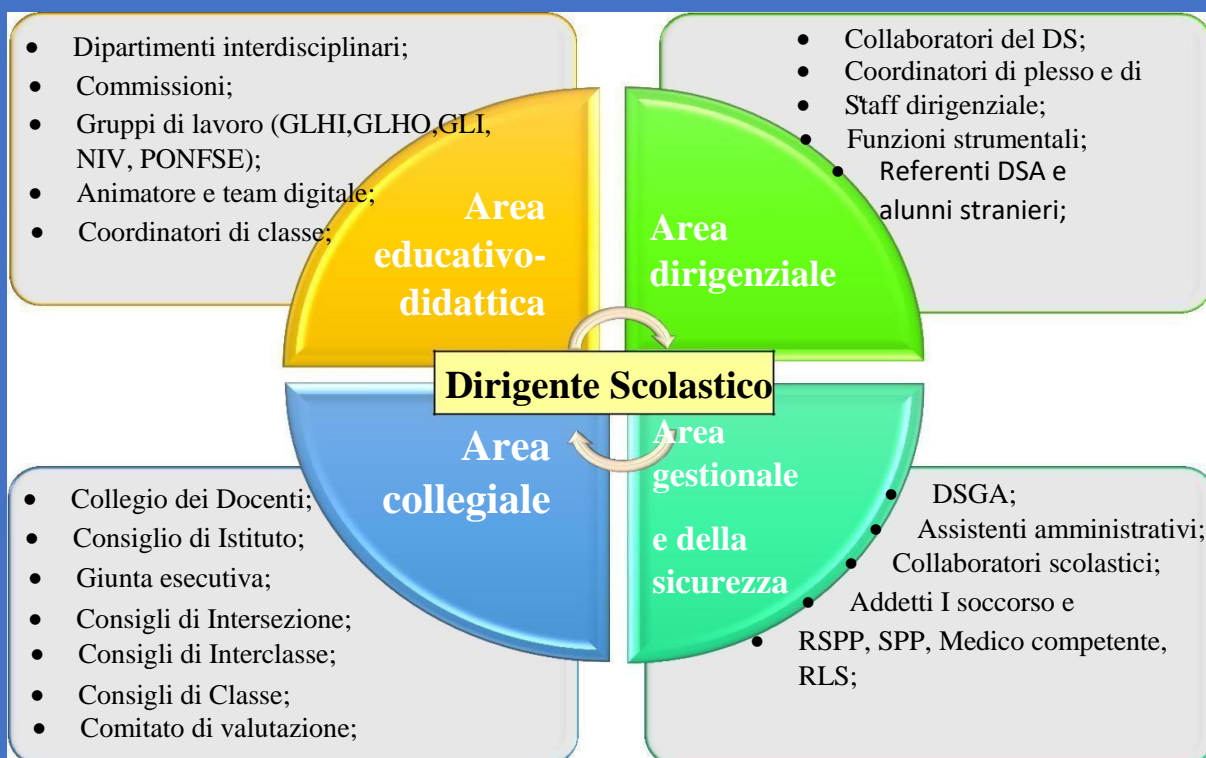 • Dipartimenti interdisciplinari;
• Commissioni;
• Gruppi di lavoro (GLHI,GLHO,GLI,
NIV, PONFSE);
• Animatore e team digitale;
• Coordinatori di classe;
Area
educativo-
didattica
• Collaboratori del DS;
• Coordinatori di plesso e di
• Staff dirigenziale;
• Funzioni strumentali;
• Referenti DSA e
alunni stranieri;
Area
dirigenziale
Dirigente Scolastico
Area
collegiale
• Collegio dei Docenti;
• Consiglio di Istituto;
• Giunta esecutiva;
• Consigli di Intersezione;
• Consigli di Interclasse;
• Consigli di Classe;
• Comitato di valutazione;
Area
gestionale
e della
sicurezza
• DSGA;
• Assistenti amministrativi;
• Collaboratori scolastici;
• Addetti I soccorso e
• RSPP, SPP, Medico competente,
RLS;